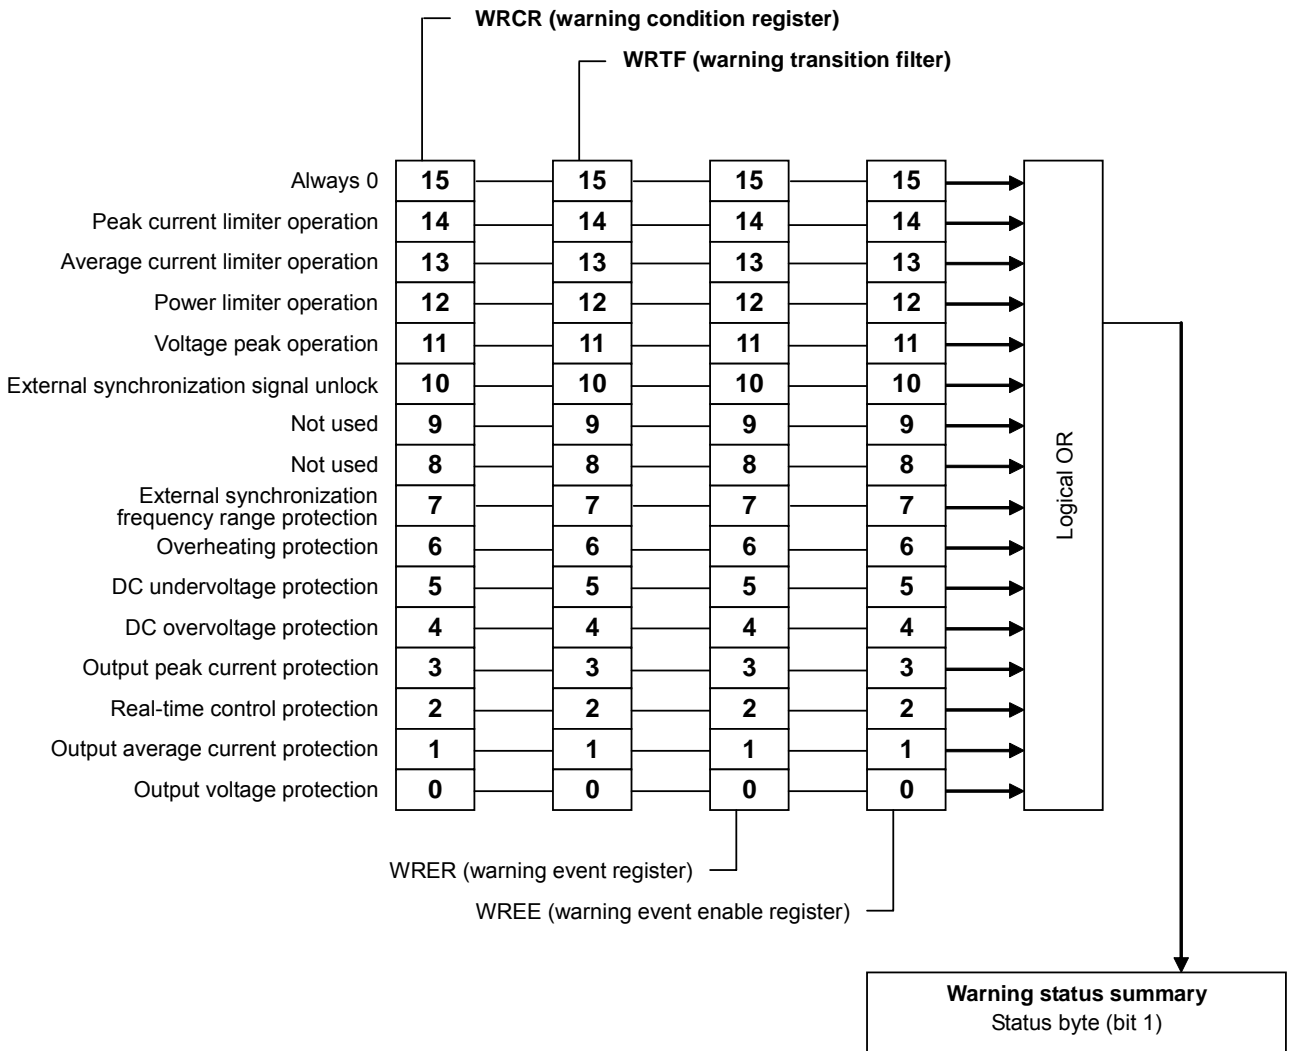 WRCR (warning condition register)
WRTF (warning transition filter)
Always 0 15 15 15 15
Peak current limiter operation 14 14 14 14
Average current limiter operation 13 13 13 13
Power limiter operation 12 12 12 12
Voltage peak operation 11 11 11 11
External synchronization signal unlock 10 10 10 10
Not used 9 9 9 9
Not used 8 8 8 8
External synchronization
frequency range protection 7 7 7 7
Overheating protection 6 6 6 6
DC undervoltage protection 5 5 5 5
DC overvoltage protection 4 4 4 4
Output peak current protection 3 3 3 3
Real-time control protection 2 2 2 2
Output average current protection 1 1 1 1
Output voltage protection 0 0 0 0
Logical OR
WRER (warning event register)
WREE (warning event enable register)
Warning status summary
Status byte (bit 1)